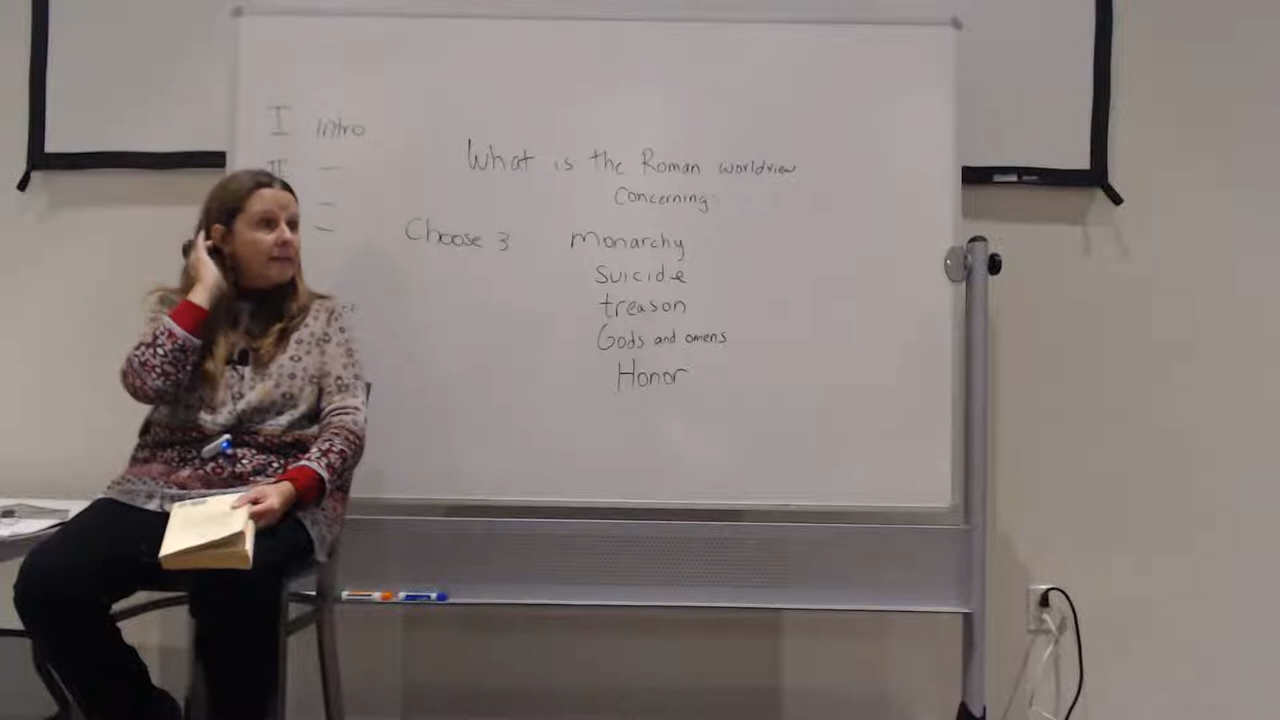 I Intro
II –
–
–
What is the Roman worldview
Concerning:
Choose 3
Monarchy
Suicide
treason
Gods and omens
Honor